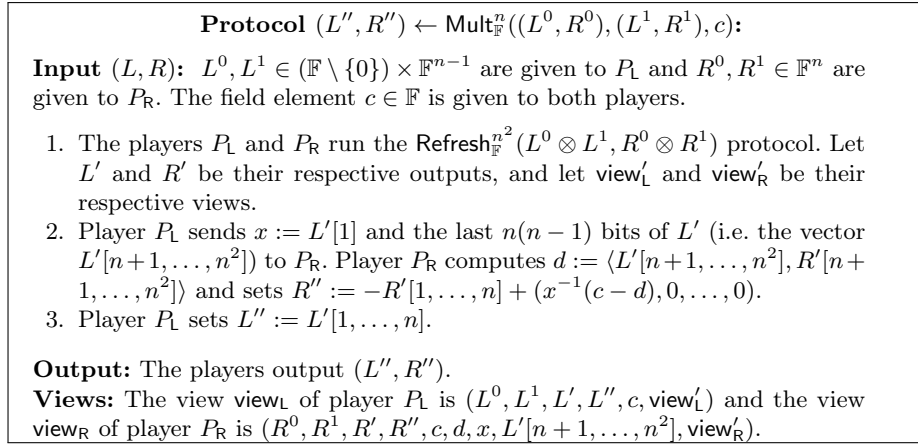 Protocol (L″, R″) ← Mult^n_𝔽((L^0, R^0), (L^1, R^1), c):
Input (L, R): L^0, L^1 ∈ (𝔽 \ {0}) × 𝔽^{n−1} are given to P_L and R^0, R^1 ∈ 𝔽^n are
given to P_R. The field element c ∈ 𝔽 is given to both players.
1. The players P_L and P_R run the Refresh^{n^2}_𝔽(L^0 ⊗ L^1, R^0 ⊗ R^1) protocol. Let
L′ and R′ be their respective outputs, and let view′_L and view′_R be their
respective views.
2. Player P_L sends x := L′[1] and the last n(n − 1) bits of L′ (i.e. the vector
L′[n+1, . . . , n^2]) to P_R. Player P_R computes d := ⟨L′[n+1, . . . , n^2], R′[n+
1, . . . , n^2]⟩ and sets R″ := −R′[1, . . . , n] + (x^{−1}(c − d), 0, . . . , 0).
3. Player P_L sets L″ := L′[1, . . . , n].
Output: The players output (L″, R″).
Views: The view view_L of player P_L is (L^0, L^1, L′, L″, c, view′_L) and the view
view_R of player P_R is (R^0, R^1, R′, R″, c, d, x, L′[n + 1, . . . , n^2], view′_R).